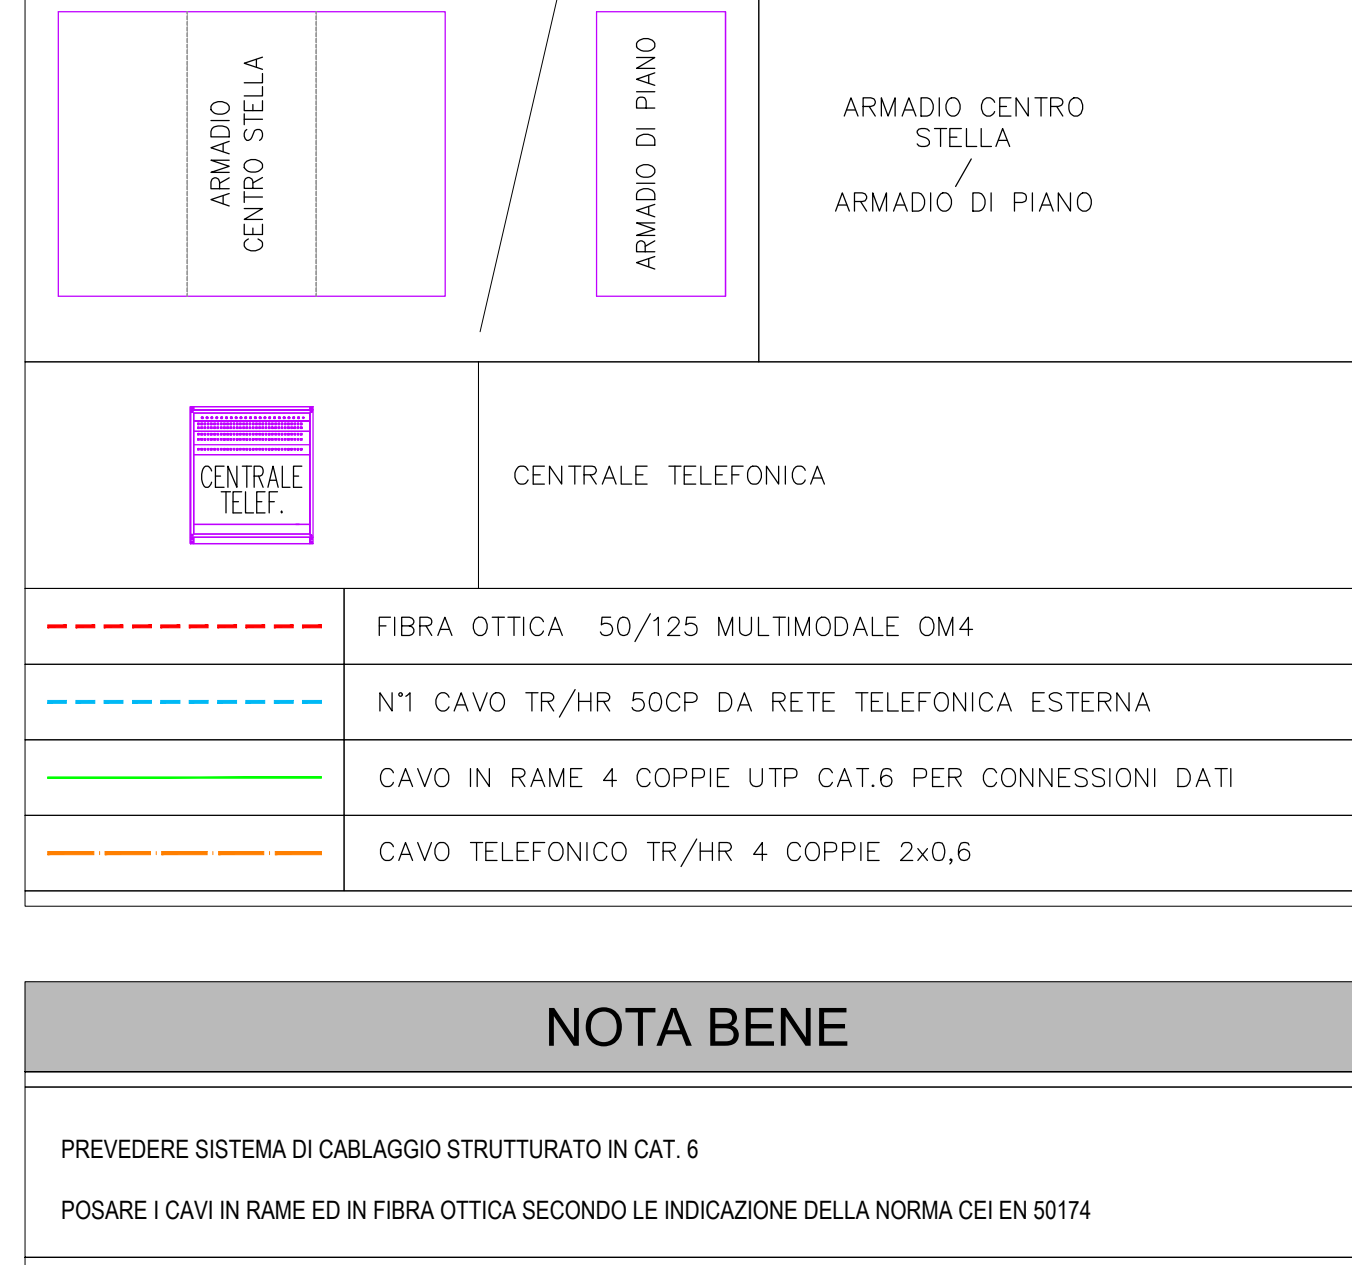 ARMADIO
CENTRO STELLA
ARMADIO DI PIANO
ARMADIO CENTRO
STELLA
/
ARMADIO DI PIANO
CENTRALE
TELEF.
CENTRALE TELEFONICA
FIBRA OTTICA 50/125 MULTIMODALE OM4
N°1 CAVO TR/HR 50CP DA RETE TELEFONICA ESTERNA
CAVO IN RAME 4 COPPIE UTP CAT.6 PER CONNESSIONI DATI
CAVO TELEFONICO TR/HR 4 COPPIE 2x0,6
NOTA BENE
PREVEDERE SISTEMA DI CABLAGGIO STRUTTURATO IN CAT. 6
POSARE I CAVI IN RAME ED IN FIBRA OTTICA SECONDO LE INDICAZIONE DELLA NORMA CEI EN 50174